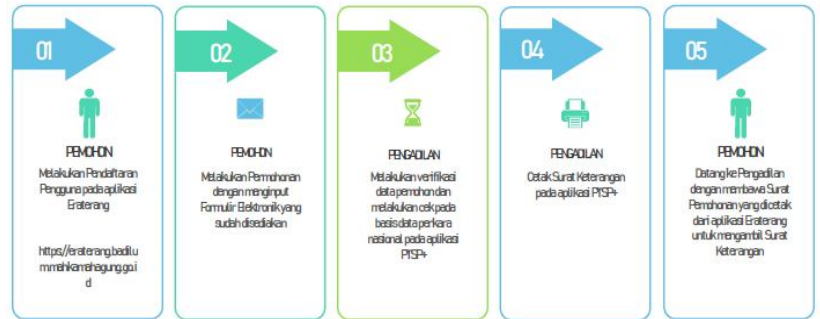 01
PEMOHON
Melakukan Pendaftaran
Pengguna pada aplikasi
Eraterang
https://eraterang.badilu
m.mahkamahagung.go.i
d
02
PEMOHON
Melakukan Permohonan
dengan menginput
Formulir Elektronik yang
sudah disediakan
03
PENGADILAN
Melakukan verifikasi
data pemohon dan
melakukan cek pada
basis data perkara
nasional pada aplikasi
PTSP+
04
PENGADILAN
Cetak Surat Keterangan
pada aplikasi PTSP+
05
PEMOHON
Datang ke Pengadilan
dengan membawa Surat
Permohonan yang dicetak
dari aplikasi Eraterang
untuk mengambil Surat
Keterangan